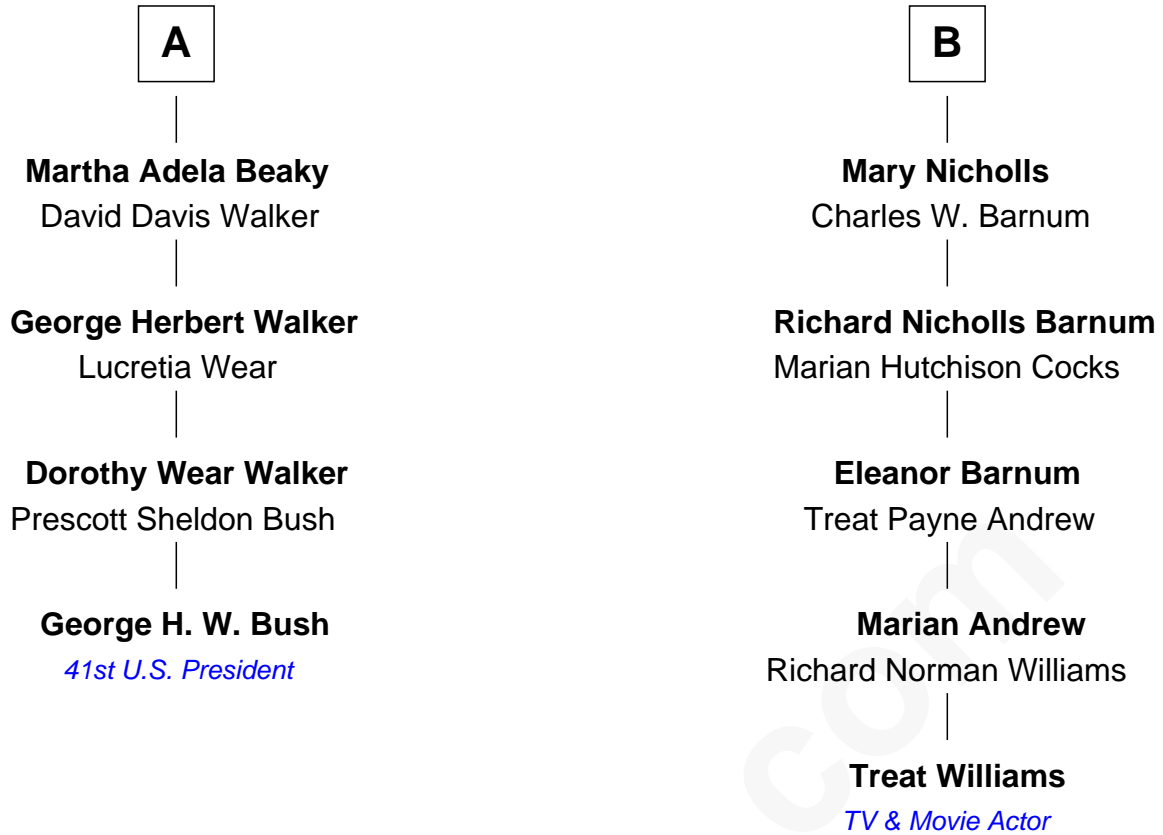 A
Martha Adela Beaky
David Davis Walker
George Herbert Walker
Lucretia Wear
Dorothy Wear Walker
Prescott Sheldon Bush
George H. W. Bush
41st U.S. President
B
Mary Nicholls
Charles W. Barnum
Richard Nicholls Barnum
Marian Hutchison Cocks
Eleanor Barnum
Treat Payne Andrew
Marian Andrew
Richard Norman Williams
Treat Williams
TV & Movie Actor
com